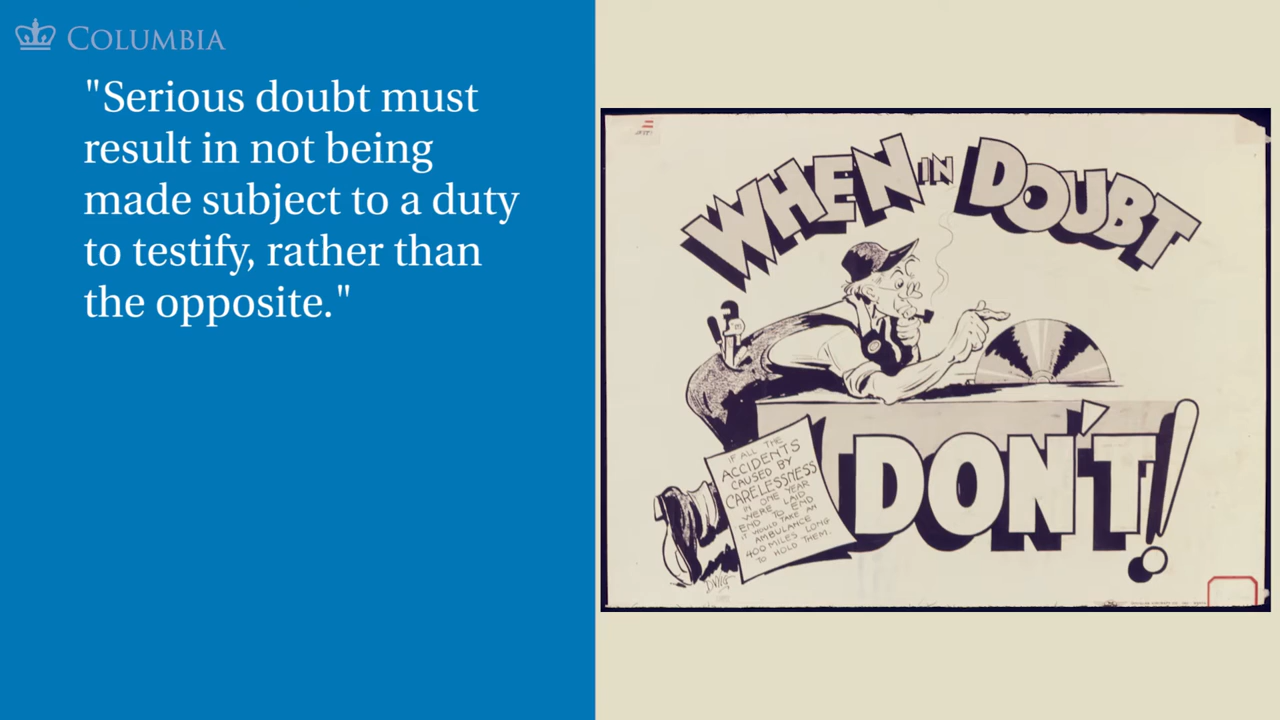 COLUMBIA
"Serious doubt must
result in not being
made subject to a duty
to testify, rather than
the opposite."
WHEN IN DOUBT
DON'T!
IF ALL THE
ACCIDENTS
CAUSED BY
CARELESSNESS
IN ONE YEAR
WERE LAID
END TO END
IT WOULD TAKE AN
AMBULANCE
400 MILES LONG
TO HOLD THEM.